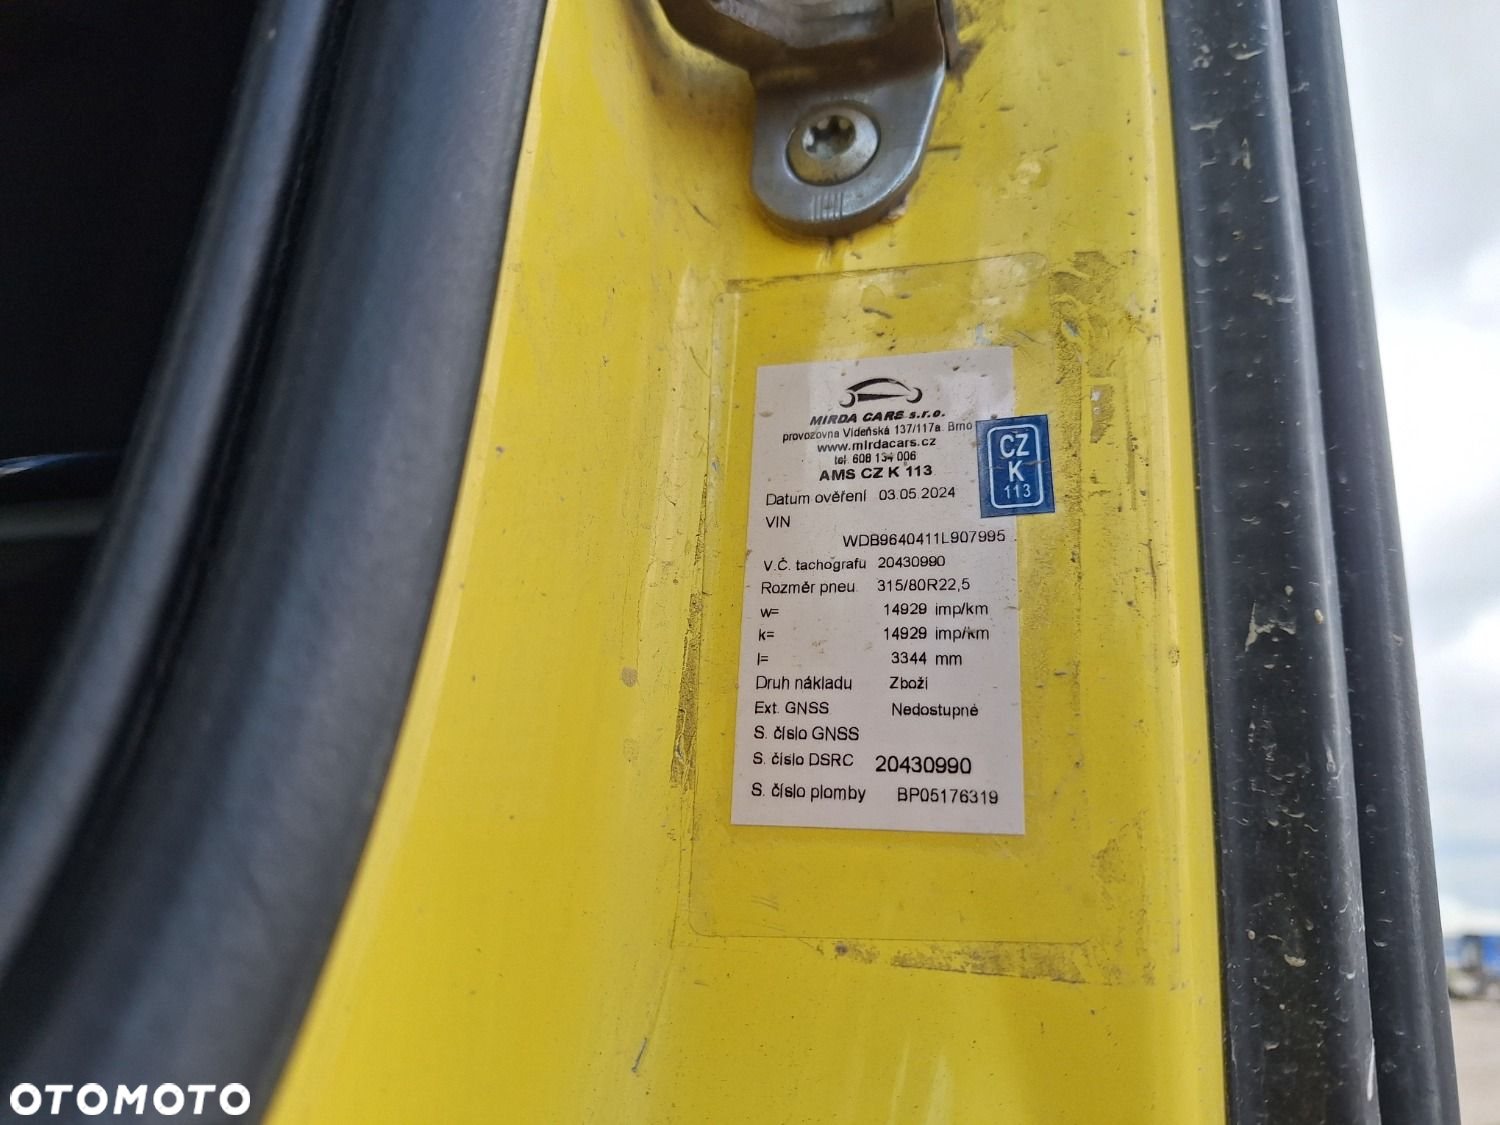 MIRDA CARS s.r.o.
provozovna Vídeňská 137/117a Brno
www.mirdacars.cz
tel. 608 134 006
AMS CZ K 113
CZ
K
113
Datum ověření 03.05.2024
VIN
WDB9640411L907995
V.Č. tachografu 20430990
Rozměr pneu 315/80R22,5
w= 14929 imp/km
k= 14929 imp/km
l= 3344 mm
Druh nákladu Zboží
Ext. GNSS Nedostupné
S. číslo GNSS
S. číslo DSRC 20430990
S. číslo plomby BP05176319
OTOMOTO